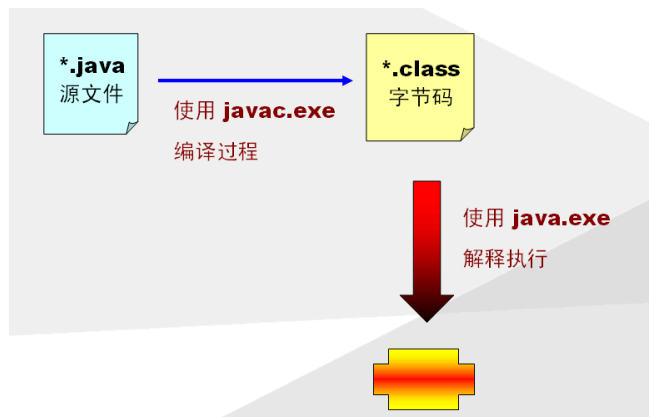 *.java
源文件
使用 javac.exe
编译过程
*.class
字节码
使用 java.exe
解释执行